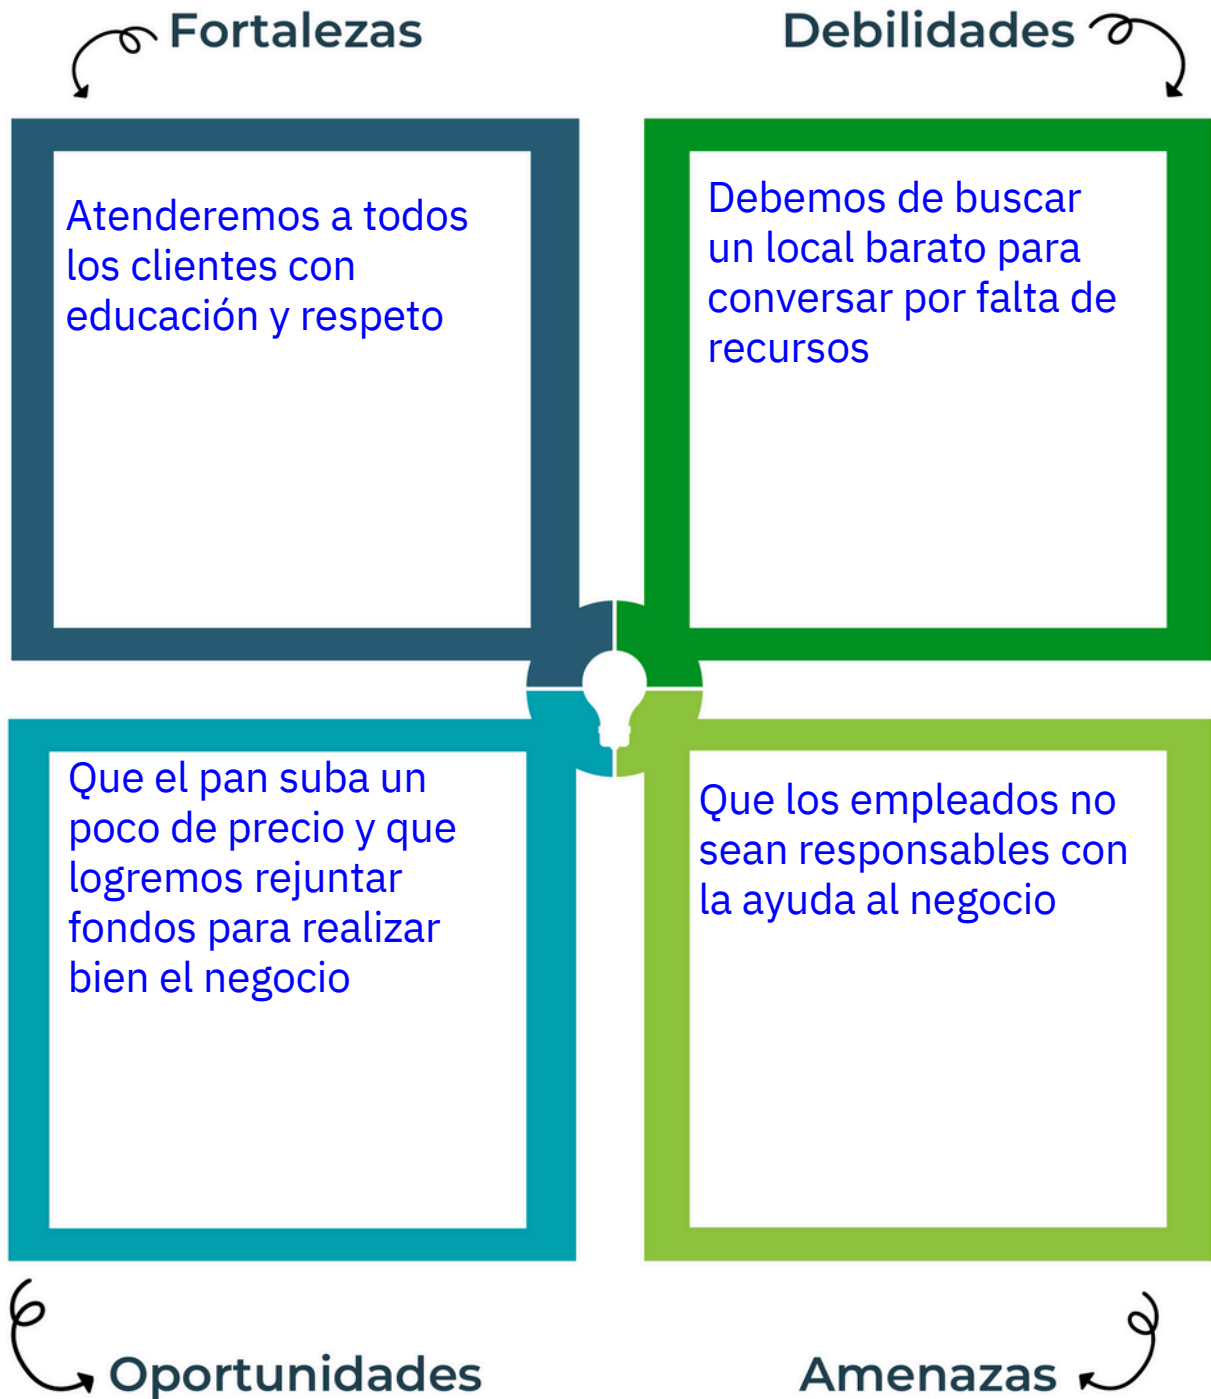 Fortalezas
Debilidades
Atenderemos a todos
los clientes con
educación y respeto
Debemos de buscar
un local barato para
conversar por falta de
recursos
Que el pan suba un
poco de precio y que
logremos rejuntar
fondos para realizar
bien el negocio
Que los empleados no
sean responsables con
la ayuda al negocio
Oportunidades
Amenazas